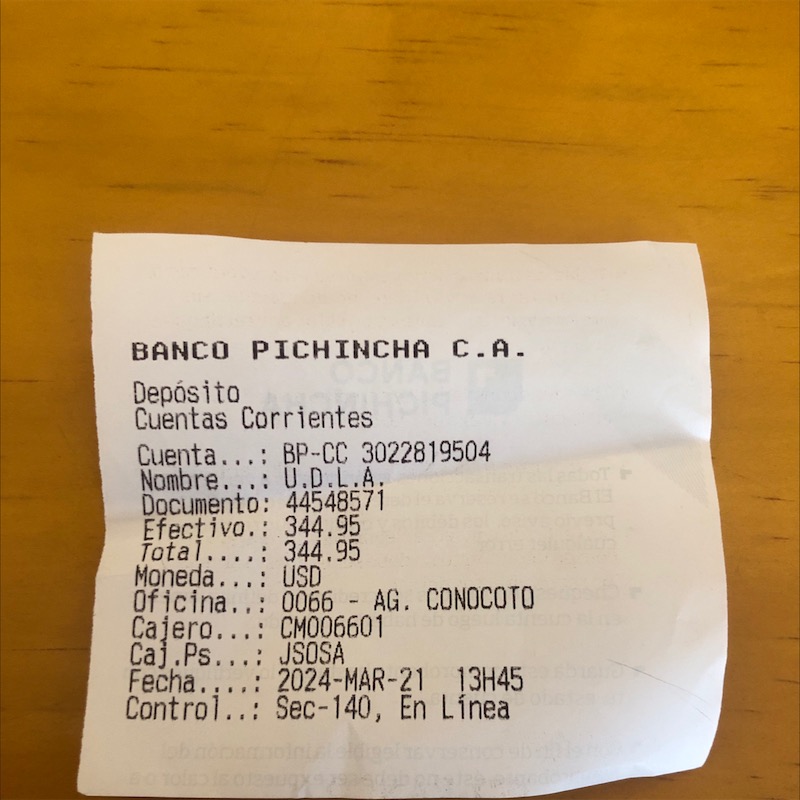 BANCO PICHINCHA C.A.
Depósito
Cuentas Corrientes
Cuenta...: BP-CC 3022819504
Nombre...: U.D.L.A.
Documento: 44548571
Efectivo.: 344.95
Total....: 344.95
Moneda...: USD
Oficina..: 0066 - AG. CONOCOTO
Cajero...: CM006601
Caj.Ps...: JSOSA
Fecha....: 2024-MAR-21 13H45
Control..: Sec-140, En Línea